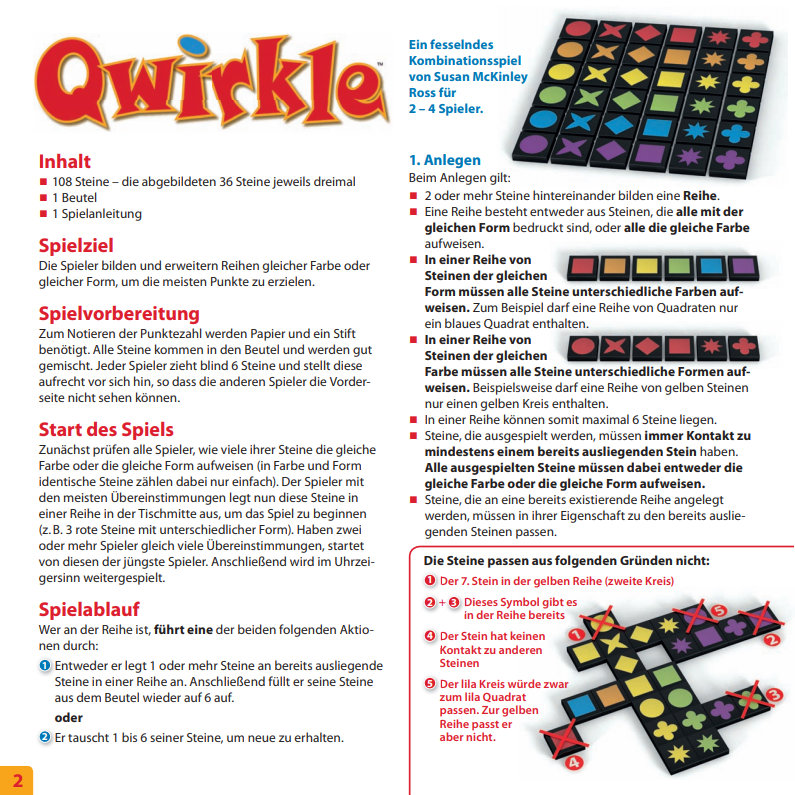 Qwirkle™
Ein fesselndes
Kombinationsspiel
von Susan McKinley
Ross für
2 – 4 Spieler.
Inhalt
■ 108 Steine – die abgebildeten 36 Steine jeweils dreimal
■ 1 Beutel
■ 1 Spielanleitung
Spielziel
Die Spieler bilden und erweitern Reihen gleicher Farbe oder
gleicher Form, um die meisten Punkte zu erzielen.
Spielvorbereitung
Zum Notieren der Punktezahl werden Papier und ein Stift
benötigt. Alle Steine kommen in den Beutel und werden gut
gemischt. Jeder Spieler zieht blind 6 Steine und stellt diese
aufrecht vor sich hin, so dass die anderen Spieler die Vorder-
seite nicht sehen können.
Start des Spiels
Zunächst prüfen alle Spieler, wie viele ihrer Steine die gleiche
Farbe oder die gleiche Form aufweisen (in Farbe und Form
identische Steine zählen dabei nur einfach). Der Spieler mit
den meisten Übereinstimmungen legt nun diese Steine in
einer Reihe in der Tischmitte aus, um das Spiel zu beginnen
(z. B. 3 rote Steine mit unterschiedlicher Form). Haben zwei
oder mehr Spieler gleich viele Übereinstimmungen, startet
von diesen der jüngste Spieler. Anschließend wird im Uhrzei-
gersinn weitergespielt.
Spielablauf
Wer an der Reihe ist, führt eine der beiden folgenden Aktio-
nen durch:
1 Entweder er legt 1 oder mehr Steine an bereits ausliegende
Steine in einer Reihe an. Anschließend füllt er seine Steine
aus dem Beutel wieder auf 6 auf.
oder
2 Er tauscht 1 bis 6 seiner Steine, um neue zu erhalten.
1. Anlegen
Beim Anlegen gilt:
■ 2 oder mehr Steine hintereinander bilden eine Reihe.
■ Eine Reihe besteht entweder aus Steinen, die alle mit der
gleichen Form bedruckt sind, oder alle die gleiche Farbe
aufweisen.
■ In einer Reihe von
Steinen der gleichen
Form müssen alle Steine unterschiedliche Farben auf-
weisen. Zum Beispiel darf eine Reihe von Quadraten nur
ein blaues Quadrat enthalten.
■ In einer Reihe von
Steinen der gleichen
Farbe müssen alle Steine unterschiedliche Formen auf-
weisen. Beispielsweise darf eine Reihe von gelben Steinen
nur einen gelben Kreis enthalten.
■ In einer Reihe können somit maximal 6 Steine liegen.
■ Steine, die ausgespielt werden, müssen immer Kontakt zu
mindestens einem bereits ausliegenden Stein haben.
Alle ausgespielten Steine müssen dabei entweder die
gleiche Farbe oder die gleiche Form aufweisen.
■ Steine, die an eine bereits existierende Reihe angelegt
werden, müssen in ihrer Eigenschaft zu den bereits auslie-
genden Steinen passen.
Die Steine passen aus folgenden Gründen nicht:
1 Der 7. Stein in der gelben Reihe (zweite Kreis)
2 + 3 Dieses Symbol gibt es
in der Reihe bereits
4 Der Stein hat keinen
Kontakt zu anderen
Steinen
5 Der lila Kreis würde zwar
zum lila Quadrat
passen. Zur gelben
Reihe passt er
aber nicht.
1
5
2
3
4
2